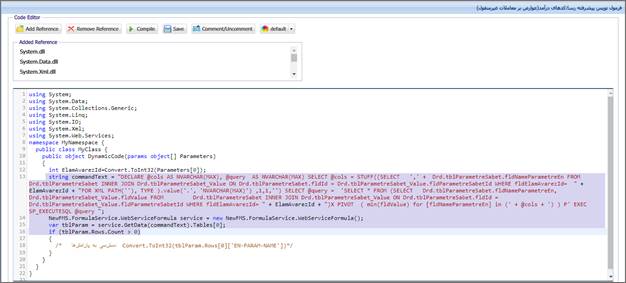 فرمول نویسی پیشرفته رسا/کدهای درآمد(عوارض بر معاملات غیرمنقول)
Code Editor
Add Reference Remove Reference Compile Save Comment/Uncomment default
Added Reference
System.dll
System.Data.dll
System.Xml.dll
1 using System;
2 using System.Data;
3 using System.Collections.Generic;
4 using System.Linq;
5 using System.IO;
6 using System.Xml;
7 using System.Web.Services;
8 namespace MyNamespace {
9 public class MyClass {
10 public object DynamicCode(params object[] Parameters)
11 {
12 int ElamAvarezId=Convert.ToInt32(Parameters[0]);
13 string commandText = "DECLARE @cols AS NVARCHAR(MAX), @query AS NVARCHAR(MAX) SELECT @cols = STUFF((SELECT ',' + Drd.tblParametreSabet.fldNameParametreEn FROM
Drd.tblParametreSabet INNER JOIN Drd.tblParametreSabet_Value ON Drd.tblParametreSabet.fldId = Drd.tblParametreSabet_Value.fldParametreSabetId WHERE fldElamAvarezId= " +
ElamAvarezId + "FOR XML PATH(''), TYPE ).value('.', 'NVARCHAR(MAX)') ,1,1,'') SELECT @query = 'SELECT * FROM (SELECT Drd.tblParametreSabet.fldNameParametreEn,
Drd.tblParametreSabet_Value.fldValue FROM Drd.tblParametreSabet INNER JOIN Drd.tblParametreSabet_Value ON Drd.tblParametreSabet.fldId =
Drd.tblParametreSabet_Value.fldParametreSabetId WHERE fldElamAvarezId= " + ElamAvarezId + ")X PIVOT ( min(fldValue) for [fldNameParametreEn] in (' + @cols + ') ) P' EXEC
SP_EXECUTESQL @query ";
14 NewFMS.FormulaService.WebServiceFormula service = new NewFMS.FormulaService.WebServiceFormula();
15 var tblParam = service.GetData(commandText).Tables[0];
16 if (tblParam.Rows.Count > 0)
17 {
18 /* دسترسی به پارامترها Convert.ToInt32(tblParam.Rows[0]['EN-PARAM-NAME'])*/
19 }
20 }
21 }
22 }